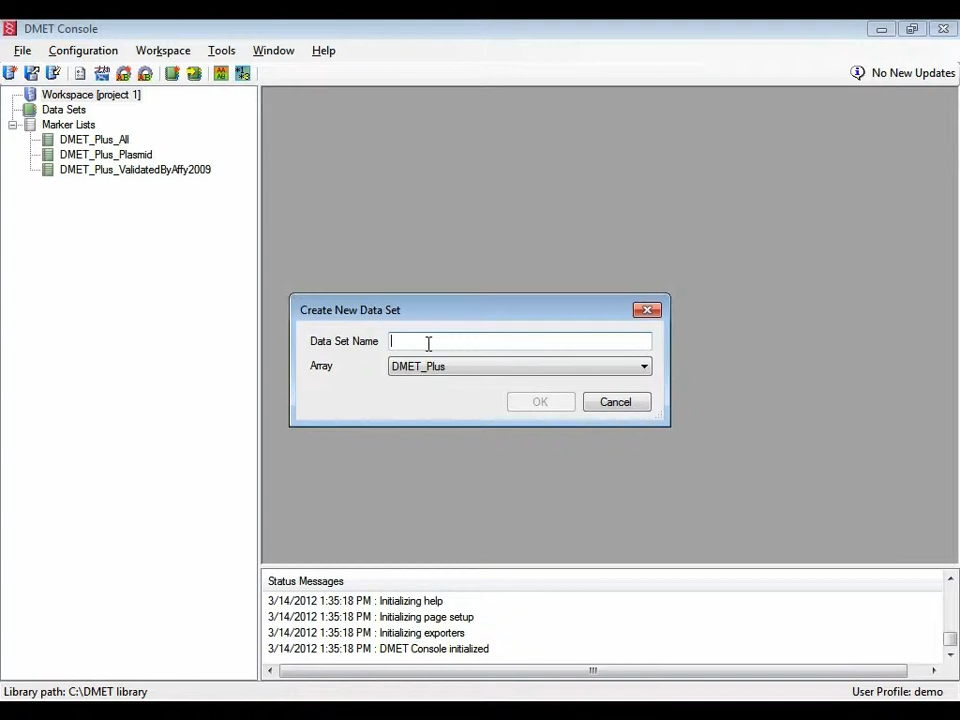 DMET Console
File Configuration Workspace Tools Window Help
No New Updates
Workspace [project 1]
Data Sets
Marker Lists
DMET_Plus_All
DMET_Plus_Plasmid
DMET_Plus_ValidatedByAffy2009
Create New Data Set
Data Set Name
Array DMET_Plus
OK Cancel
Status Messages
3/14/2012 1:35:18 PM : Initializing help
3/14/2012 1:35:18 PM : Initializing page setup
3/14/2012 1:35:18 PM : Initializing exporters
3/14/2012 1:35:18 PM : DMET Console initialized
Library path: C:\DMET library User Profile: demo